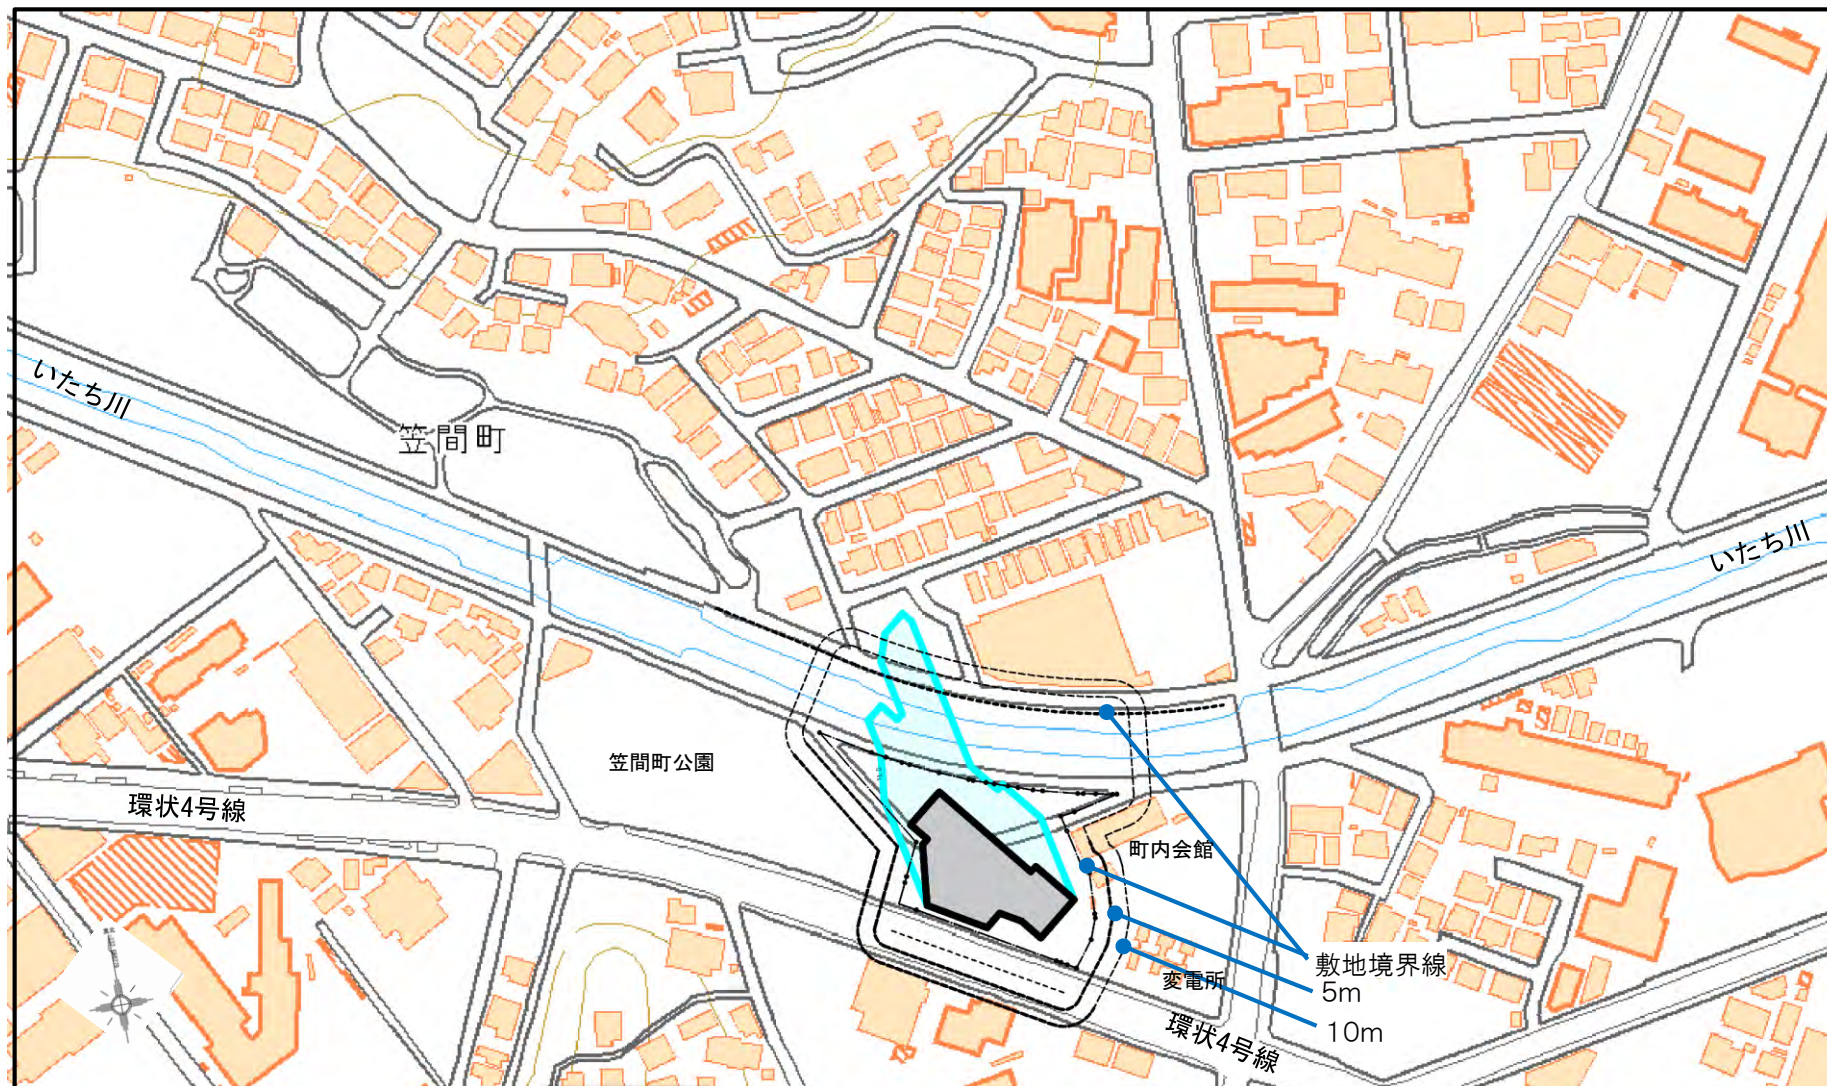 いたち川
笠間町
いたち川
笠間町公園
環状4号線
町内会館
敷地境界線
変電所
5m
10m
環状4号線